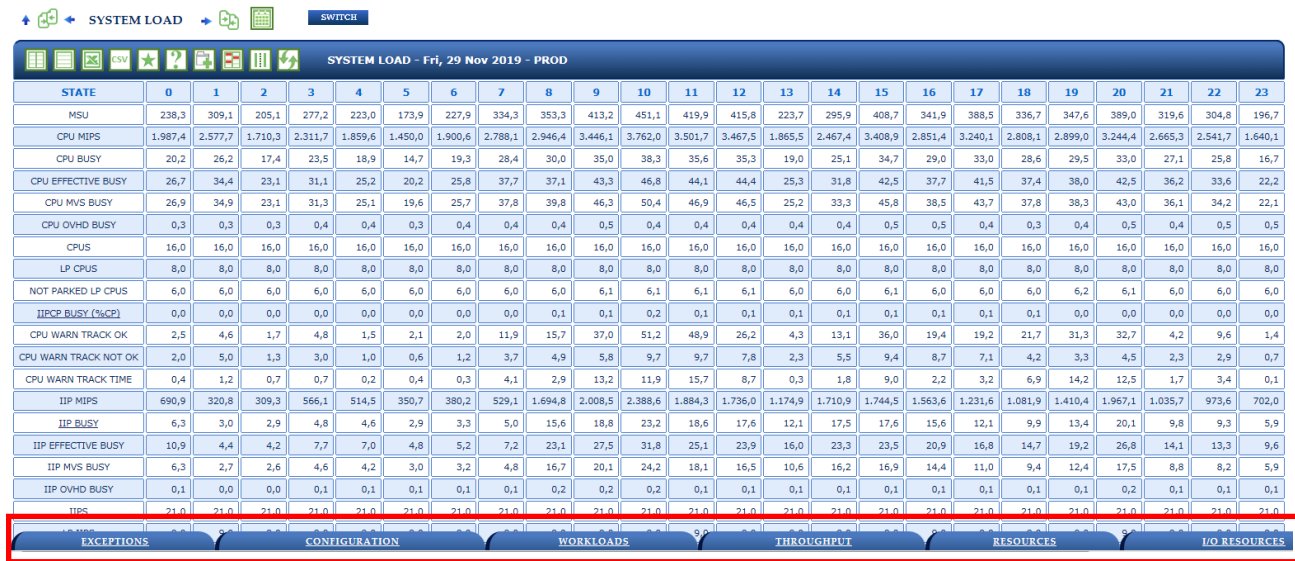 SYSTEM LOAD SWITCH
CSV ? SYSTEM LOAD - Fri, 29 Nov 2019 - PROD
STATE 0 1 2 3 4 5 6 7 8 9 10 11 12 13 14 15 16 17 18 19 20 21 22 23
MSU 238,3 309,1 205,1 277,2 223,0 173,9 227,9 334,3 353,3 413,2 451,1 419,9 415,8 223,7 295,9 408,7 341,9 388,5 336,7 347,6 389,0 319,6 304,8 196,7
CPU MIPS 1.987,4 2.577,7 1.710,3 2.311,7 1.859,6 1.450,0 1.900,6 2.788,1 2.946,4 3.446,1 3.762,0 3.501,7 3.467,5 1.865,5 2.467,4 3.408,9 2.851,4 3.240,1 2.808,1 2.899,0 3.244,4 2.665,3 2.541,7 1.640,1
CPU BUSY 20,2 26,2 17,4 23,5 18,9 14,7 19,3 28,4 30,0 35,0 38,3 35,6 35,3 19,0 25,1 34,7 29,0 33,0 28,6 29,5 33,0 27,1 25,8 16,7
CPU EFFECTIVE BUSY 26,7 34,4 23,1 31,1 25,2 20,2 25,8 37,7 37,1 43,3 46,8 44,1 44,4 25,3 31,8 42,5 37,7 41,5 37,4 38,0 42,5 36,2 33,6 22,2
CPU MVS BUSY 26,9 34,9 23,1 31,3 25,1 19,6 25,7 37,8 39,8 46,3 50,4 46,9 46,5 25,2 33,3 45,8 38,5 43,7 37,8 38,3 43,0 36,1 34,2 22,1
CPU OVHD BUSY 0,3 0,3 0,3 0,4 0,4 0,3 0,4 0,4 0,4 0,5 0,4 0,4 0,4 0,4 0,4 0,5 0,5 0,4 0,3 0,4 0,5 0,4 0,5 0,5
CPUS 16,0 16,0 16,0 16,0 16,0 16,0 16,0 16,0 16,0 16,0 16,0 16,0 16,0 16,0 16,0 16,0 16,0 16,0 16,0 16,0 16,0 16,0 16,0 16,0
LP CPUS 8,0 8,0 8,0 8,0 8,0 8,0 8,0 8,0 8,0 8,0 8,0 8,0 8,0 8,0 8,0 8,0 8,0 8,0 8,0 8,0 8,0 8,0 8,0 8,0
NOT PARKED LP CPUS 6,0 6,0 6,0 6,0 6,0 6,0 6,0 6,0 6,0 6,1 6,1 6,1 6,1 6,0 6,0 6,1 6,0 6,0 6,0 6,2 6,1 6,0 6,0 6,0
IIPCP BUSY (%CP) 0,0 0,0 0,0 0,0 0,0 0,0 0,0 0,0 0,1 0,1 0,2 0,1 0,1 0,1 0,1 0,1 0,1 0,1 0,1 0,0 0,0 0,0 0,0 0,0
CPU WARN TRACK OK 2,5 4,6 1,7 4,8 1,5 2,1 2,0 11,9 15,7 37,0 51,2 48,9 26,2 4,3 13,1 36,0 19,4 19,2 21,7 31,3 32,7 4,2 9,6 1,4
CPU WARN TRACK NOT OK 2,0 5,0 1,3 3,0 1,0 0,6 1,2 3,7 4,9 5,8 9,7 9,7 7,8 2,3 5,5 9,4 8,7 7,1 4,2 3,3 4,5 2,3 2,9 0,7
CPU WARN TRACK TIME 0,4 1,2 0,7 0,7 0,2 0,4 0,3 4,1 2,9 13,2 11,9 15,7 8,7 0,3 1,8 9,0 2,2 3,2 6,9 14,2 12,5 1,7 3,4 0,1
IIP MIPS 690,9 320,8 309,3 566,1 514,5 350,7 380,2 529,1 1.694,8 2.008,5 2.388,6 1.884,3 1.736,0 1.174,9 1.710,9 1.744,5 1.563,6 1.231,6 1.081,9 1.410,4 1.967,1 1.035,7 973,6 702,0
IIP BUSY 6,3 3,0 2,9 4,8 4,6 2,9 3,3 5,0 15,6 18,8 23,2 18,6 17,6 12,1 17,5 17,6 15,6 12,1 9,9 13,4 20,1 9,8 9,3 5,9
IIP EFFECTIVE BUSY 10,9 4,4 4,2 7,7 7,0 4,8 5,2 7,2 23,1 27,5 31,8 25,1 23,9 16,0 23,3 23,5 20,9 16,8 14,7 19,2 26,8 14,1 13,3 9,6
IIP MVS BUSY 6,3 2,7 2,6 4,6 4,2 3,0 3,2 4,8 16,7 20,1 24,2 18,1 16,5 10,6 16,2 16,9 14,4 11,0 9,4 12,4 17,5 8,8 8,2 5,9
IIP OVHD BUSY 0,1 0,0 0,0 0,1 0,1 0,1 0,1 0,1 0,2 0,2 0,2 0,1 0,1 0,1 0,1 0,1 0,1 0,1 0,1 0,1 0,2 0,1 0,1 0,1
IIPS 21,0 21,0 21,0 21,0 21,0 21,0 21,0 21,0 21,0 21,0 21,0 21,0 21,0 21,0 21,0 21,0 21,0 21,0 21,0 21,0 21,0 21,0 21,0 21,0
EXCEPTIONS CONFIGURATION WORKLOADS THROUGHPUT RESOURCES I/O RESOURCES